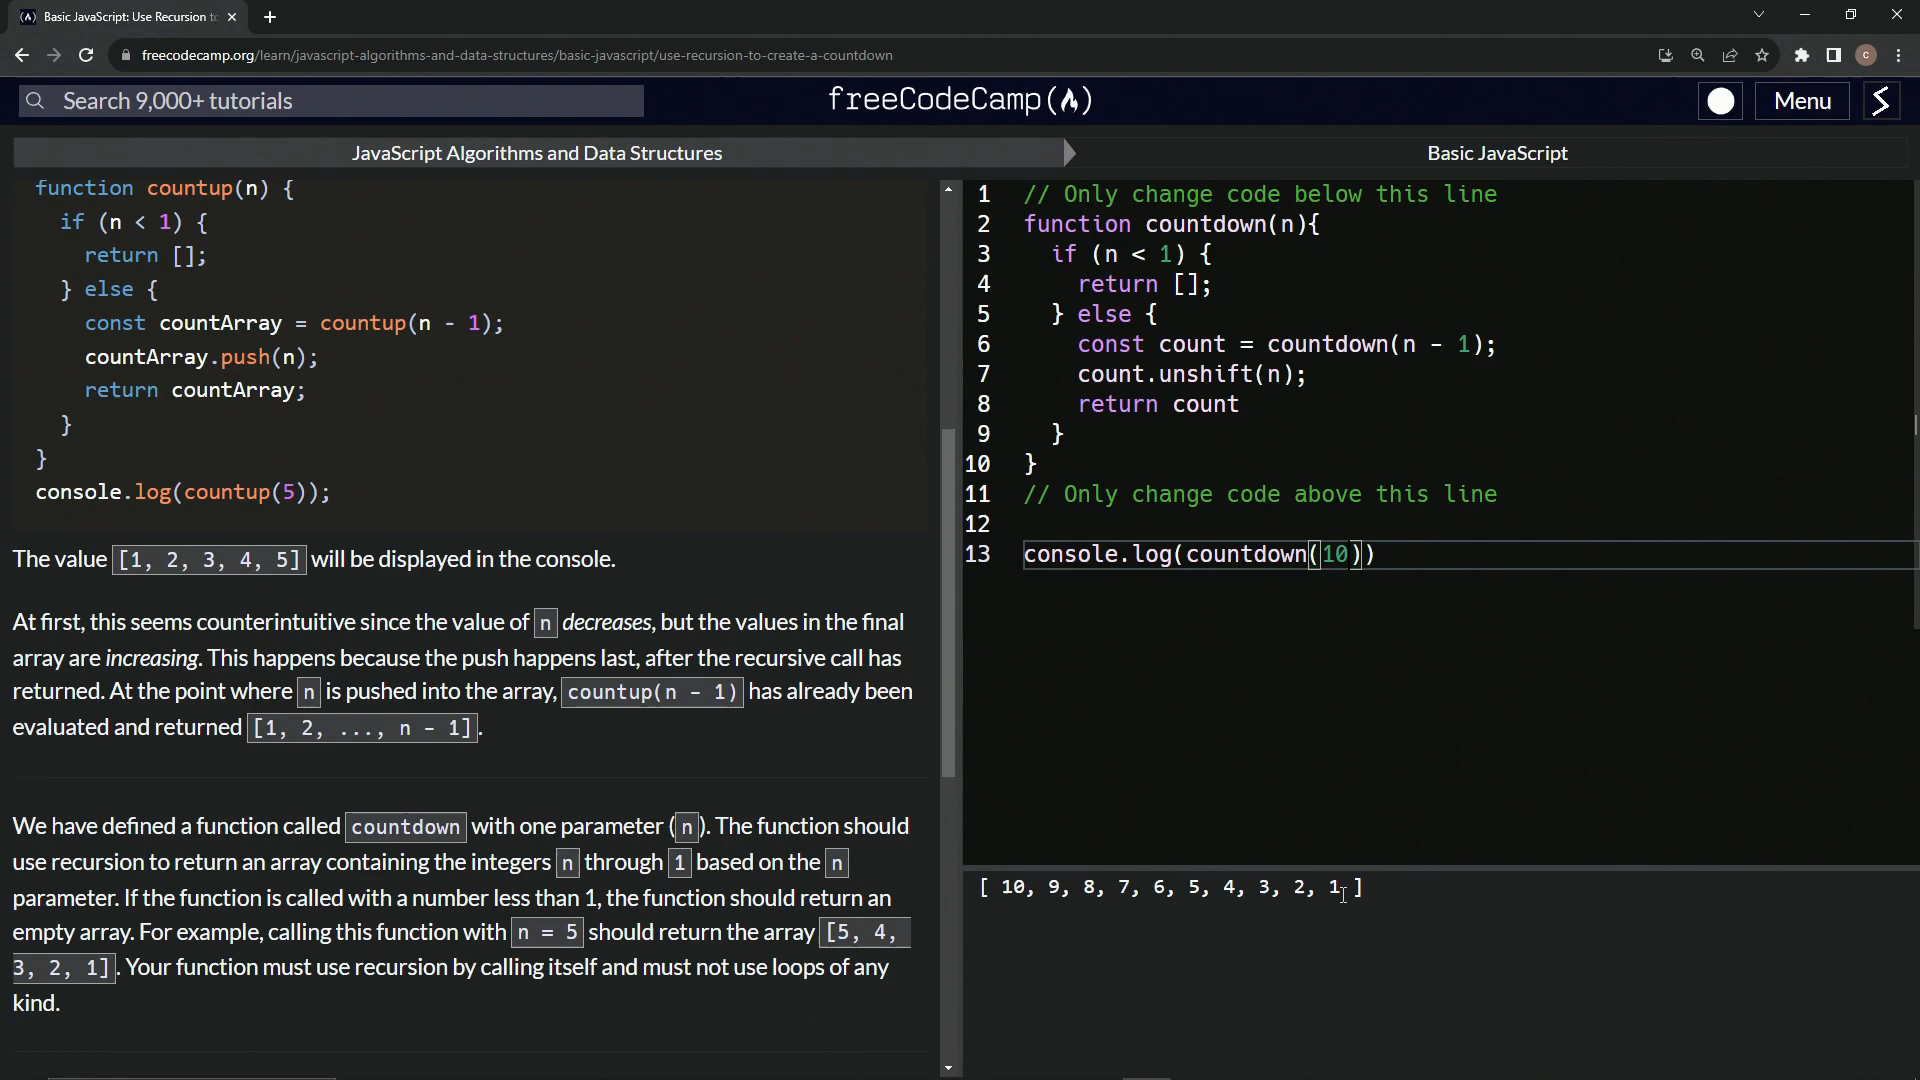 Basic JavaScript: Use Recursion to
freecodecamp.org/learn/javascript-algorithms-and-data-structures/basic-javascript/use-recursion-to-create-a-countdown
c
Search 9,000+ tutorials
freeCodeCamp
Menu
JavaScript Algorithms and Data Structures
Basic JavaScript
function countup(n) {
  if (n < 1) {
    return [];
  } else {
    const countArray = countup(n - 1);
    countArray.push(n);
    return countArray;
  }
}
console.log(countup(5));
The value [1, 2, 3, 4, 5] will be displayed in the console.
At first, this seems counterintuitive since the value of n decreases, but the values in the final
array are increasing. This happens because the push happens last, after the recursive call has
returned. At the point where n is pushed into the array, countup(n - 1) has already been
evaluated and returned [1, 2, ..., n - 1].
We have defined a function called countdown with one parameter (n). The function should
use recursion to return an array containing the integers n through 1 based on the n
parameter. If the function is called with a number less than 1, the function should return an
empty array. For example, calling this function with n = 5 should return the array [5, 4,
3, 2, 1]. Your function must use recursion by calling itself and must not use loops of any
kind.
1 // Only change code below this line
2 function countdown(n){
3   if (n < 1) {
4     return [];
5   } else {
6     const count = countdown(n - 1);
7     count.unshift(n);
8     return count
9   }
10 }
11 // Only change code above this line
12
13 console.log(countdown(10))
[ 10, 9, 8, 7, 6, 5, 4, 3, 2, 1 ]